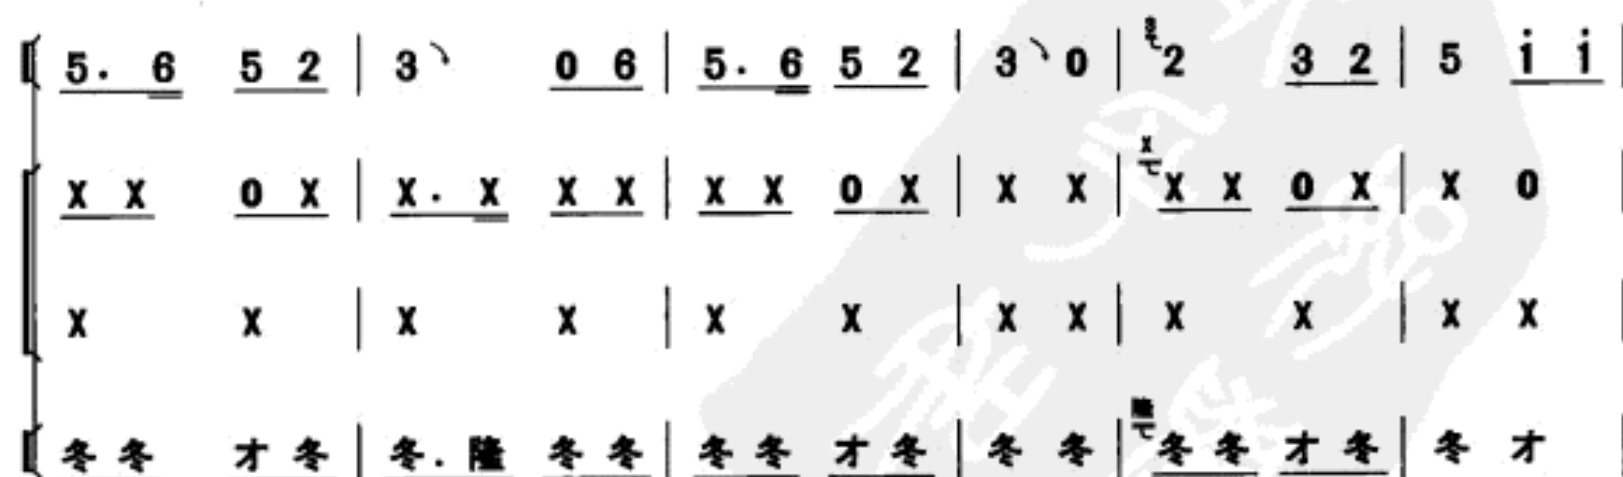 5. 6 5 2 | 3 0 6 | 5. 6 5 2 | 3 0 | 3 2 3 2 | 5 i i
X X 0 X | X. X X X | X X 0 X | X X | X X X 0 X | X 0
X X | X X | X X | X X | X X | X X
冬冬 才冬 | 冬. 隆 冬冬 | 冬冬 才冬 | 冬 冬 | 隆 冬冬 才冬 | 冬 才